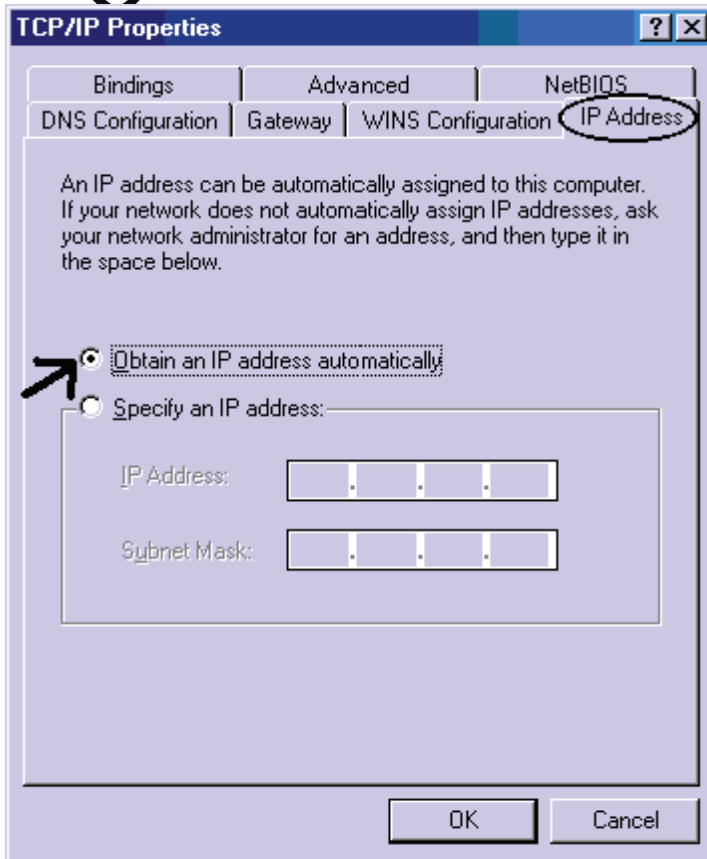 TCP/IP Properties
Bindings Advanced NetBIOS
DNS Configuration Gateway WINS Configuration IP Address
An IP address can be automatically assigned to this computer.
If your network does not automatically assign IP addresses, ask
your network administrator for an address, and then type it in
the space below.
Obtain an IP address automatically
Specify an IP address:
IP Address:
. . .
Subnet Mask:
. . .
OK Cancel